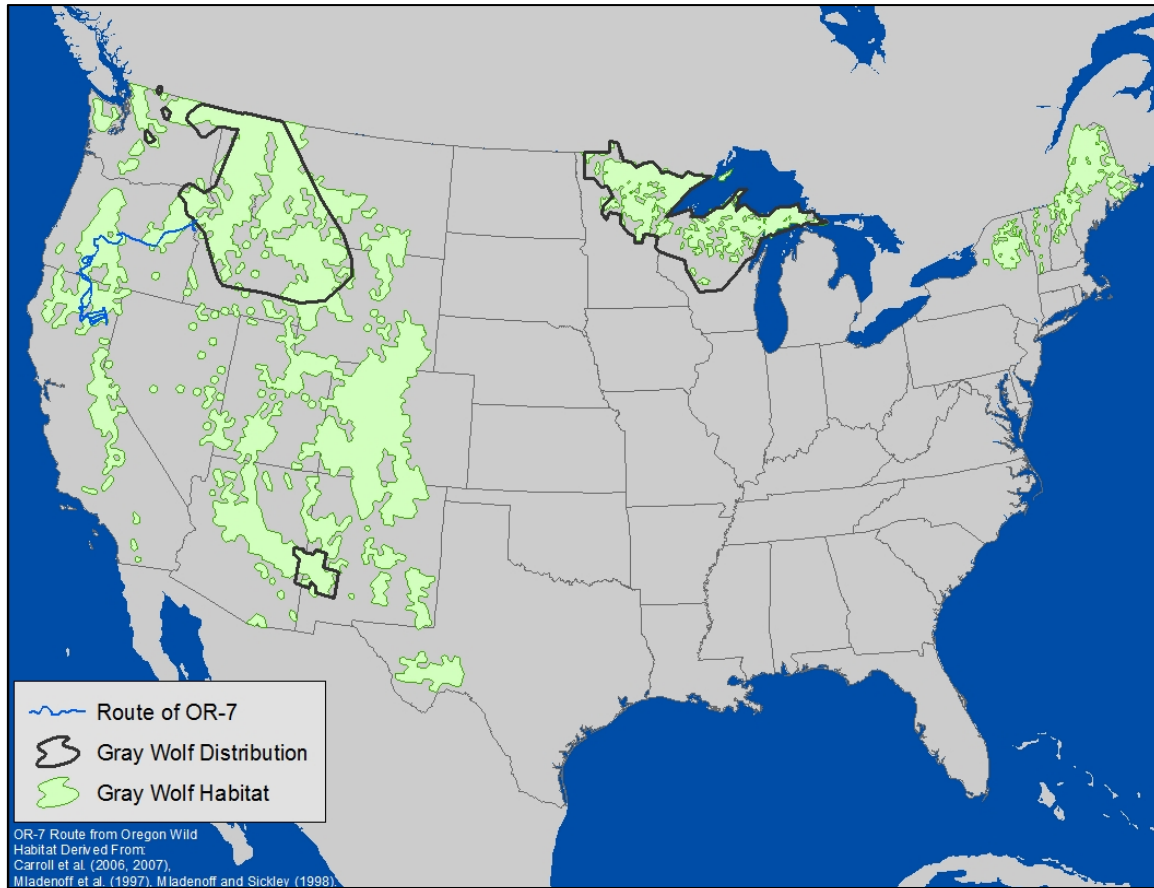 Route of OR-7
Gray Wolf Distribution
Gray Wolf Habitat
OR-7 Route from Oregon Wild
Habitat Derived From:
Carroll et al. (2006, 2007),
Mladenoff et al. (1997), Mladenoff and Sickley (1998).